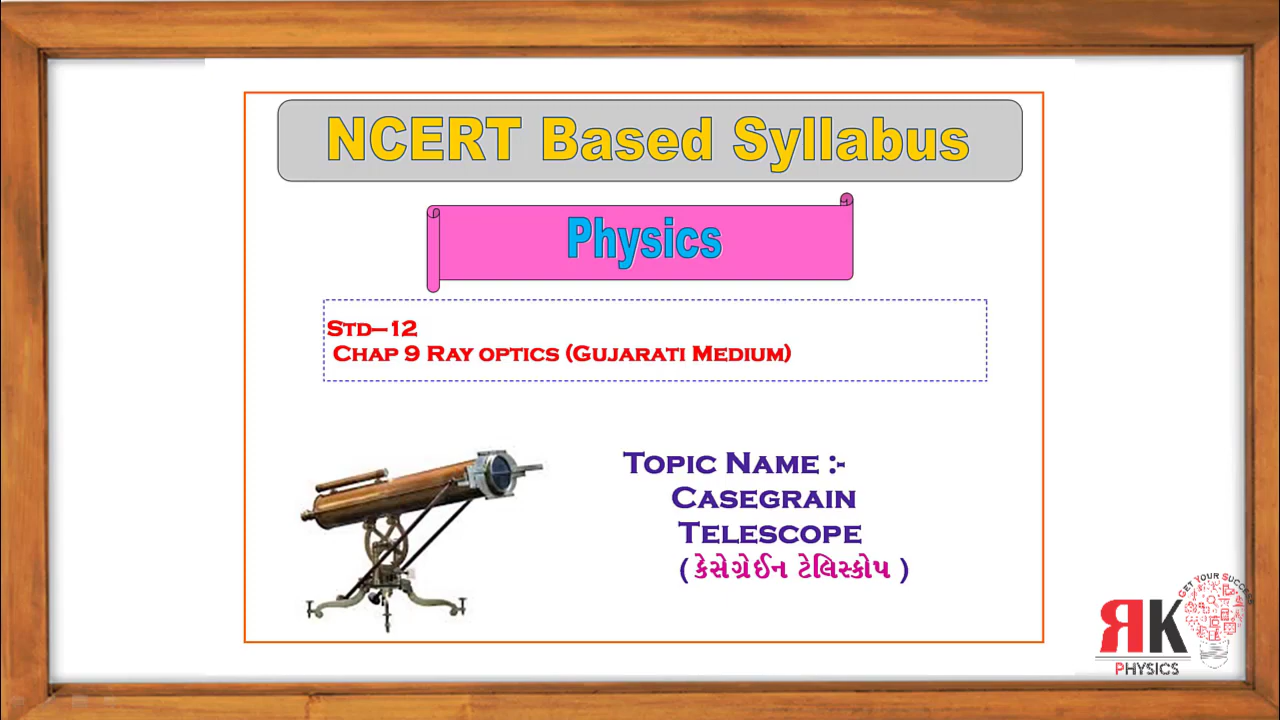 NCERT Based Syllabus
Physics
STD–12
CHAP 9 RAY OPTICS (GUJARATI MEDIUM)
TOPIC NAME :-
CASEGRAIN
TELESCOPE
( કેસેગ્રેઈન ટેલિસ્કોપ )
GET YOUR SUCCESS
RK
PHYSICS